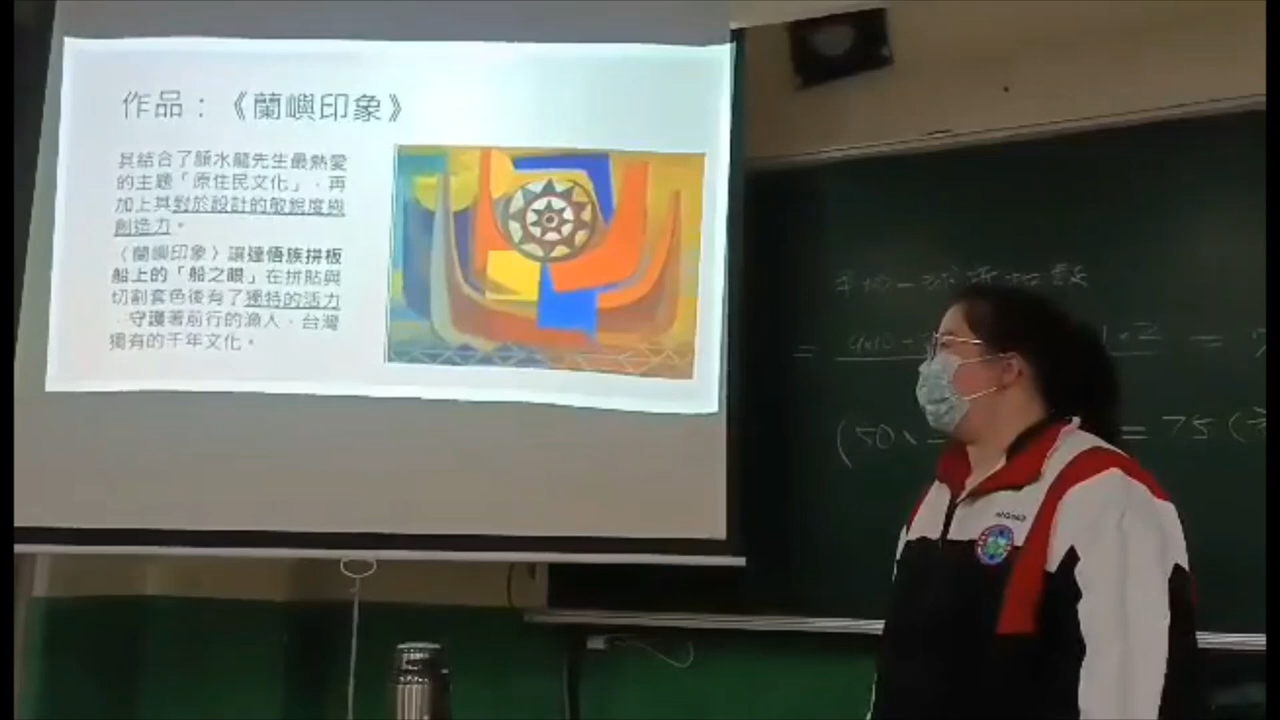 作品：《蘭嶼印象》
其結合了顏水龍先生最熱愛
的主題「原住民文化」，再
加上其對於設計的敏銳度與
創造力。
〈蘭嶼印象〉讓達悟族拼板
船上的「船之眼」在拼貼與
切割套色後有了獨特的活力
，守護著前行的漁人，台灣
獨有的千年文化。
=
(50
= 75